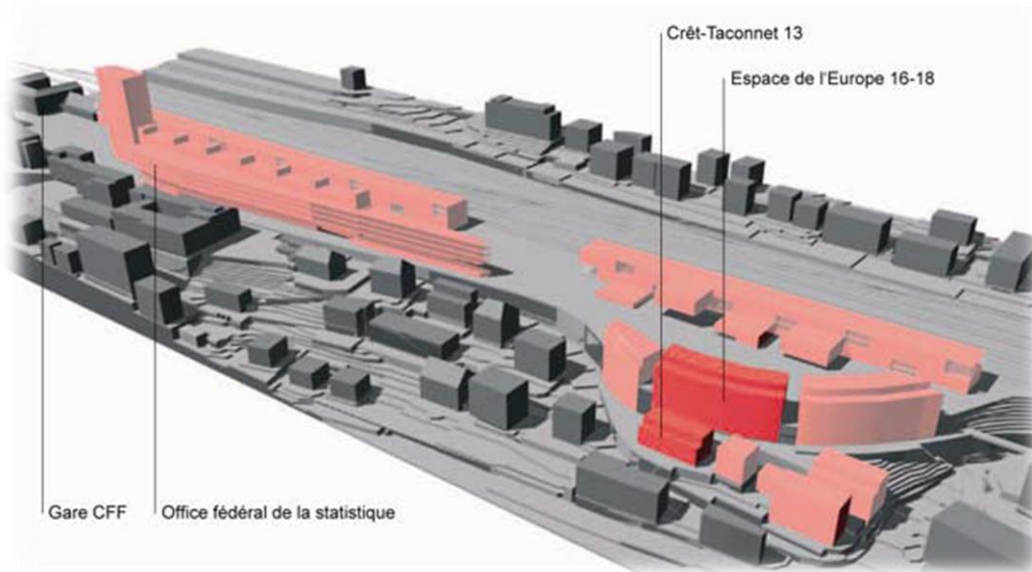 Crêt-Taconnet 13
Espace de l'Europe 16-18
Gare CFF
Office fédéral de la statistique